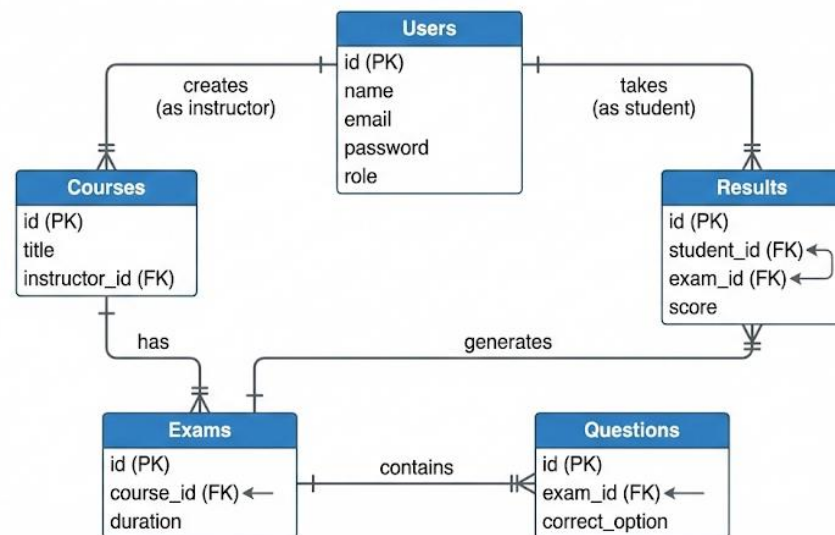 Users
id (PK)
name
email
password
role
creates
(as instructor)
takes
(as student)
Courses
id (PK)
title
instructor_id (FK)
Results
id (PK)
student_id (FK)
exam_id (FK)
score
has
generates
Exams
id (PK)
course_id (FK)
duration
contains
Questions
id (PK)
exam_id (FK)
correct_option